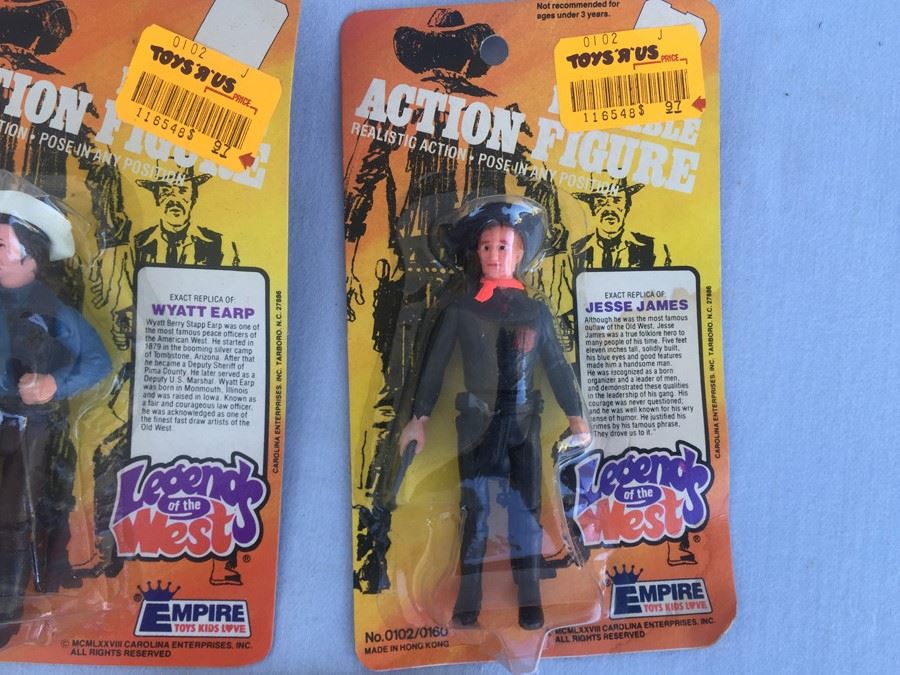 0102 J
TOYS "R" US
PRICE
116548$ 97
ION FIGURE
TION • POSE IN ANY POSITION
EXACT REPLICA OF:
WYATT EARP
Wyatt Berry Stapp Earp was one of
the most famous peace officers of
the American West. He started in
1879 in the booming silver camp
of Tombstone, Arizona. After that
he became a Deputy Sheriff of
Pima County. He later served as a
Deputy U.S. Marshal. Wyatt Earp
was born in Monmouth, Illinois
and was raised in Iowa. Known as
a fair and courageous law officer,
he was acknowledged as one of
the finest fast draw artists of the
Old West.
CAROLINA ENTERPRISES, INC. TARBORO, N.C. 27886
Legends
of the
West
®
EMPIRE
TOYS KIDS LOVE
© MCMLXXVIII CAROLINA ENTERPRISES, INC.
ALL RIGHTS RESERVED
Not recommended for
ages under 3 years.
0102 J
TOYS "R" US
PRICE
116548$ 97
ACTION FIGURE
REALISTIC ACTION • POSE IN ANY POSITION
EXACT REPLICA OF:
JESSE JAMES
Although he was the most famous
outlaw of the Old West, Jesse
James was a true folklore hero to
many people of his time. Five feet
eleven inches tall, solidly built,
his blue eyes and good features
made him a handsome man.
He was recognized as a born
organizer and a leader of men,
and demonstrated these qualities
in the leadership of his gang. His
courage was never questioned,
and he was well known for his wry
sense of humor. He justified his
crimes by his famous phrase,
"They drove us to it."
CAROLINA ENTERPRISES, INC. TARBORO, N.C. 27886
Legends
of the
West
®
EMPIRE
TOYS KIDS LOVE
No.0102/0160
MADE IN HONG KONG
MCMLXXVIII CAROLINA ENTERPRISES, INC.
ALL RIGHTS RESERVED